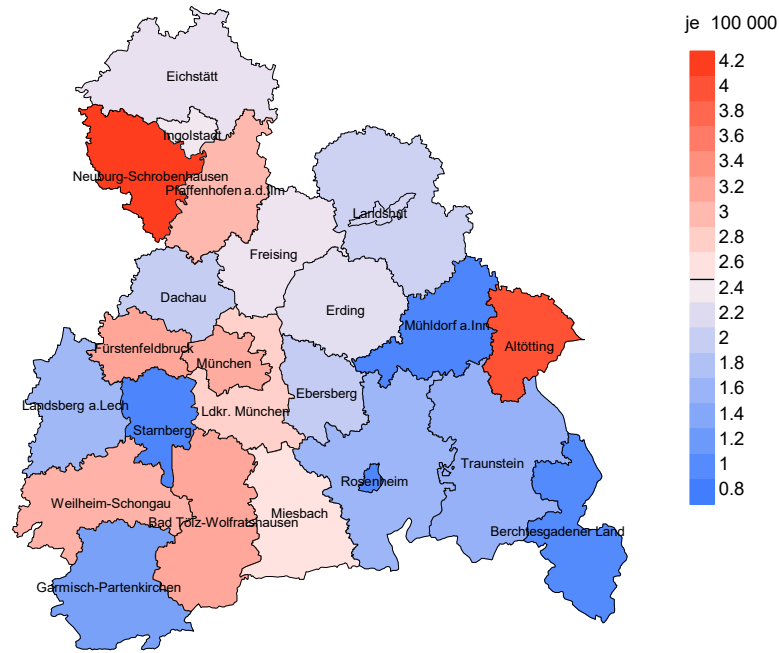 je 100 000
4.2
4
3.8
3.6
3.4
3.2
3
2.8
2.6
2.4
2.2
2
1.8
1.6
1.4
1.2
1
0.8
Eichstätt
Ingolstadt
Neuburg-Schrobenhausen
Pfaffenhofen a.d.Ilm
Landshut
Freising
Dachau
Erding
Mühldorf a.Inn
Altötting
Fürstenfeldbruck
München
Ebersberg
Landsberg a.Lech
Ldkr. München
Starnberg
Traunstein
Rosenheim
Weilheim-Schongau
Miesbach
Bad Tölz-Wolfratshausen
Berchtesgadener Land
Garmisch-Partenkirchen